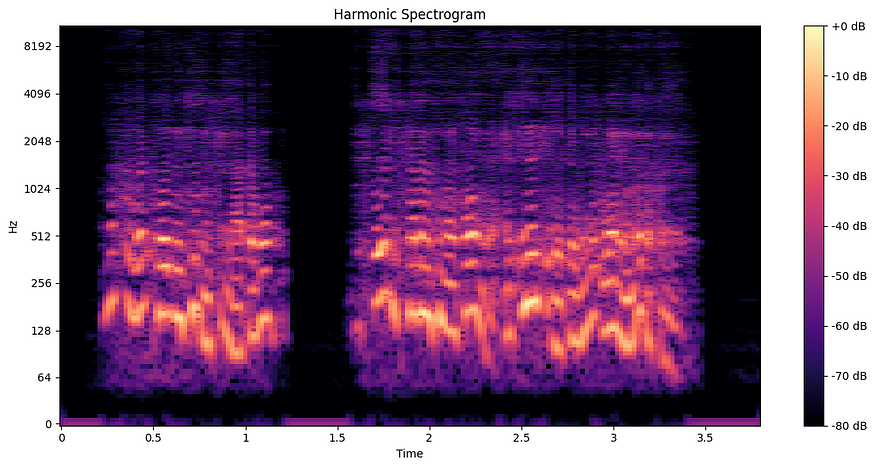 Harmonic Spectrogram
Hz
8192
4096
2048
1024
512
256
128
64
0
0 0.5 1 1.5 2 2.5 3 3.5
Time
+0 dB
-10 dB
-20 dB
-30 dB
-40 dB
-50 dB
-60 dB
-70 dB
-80 dB